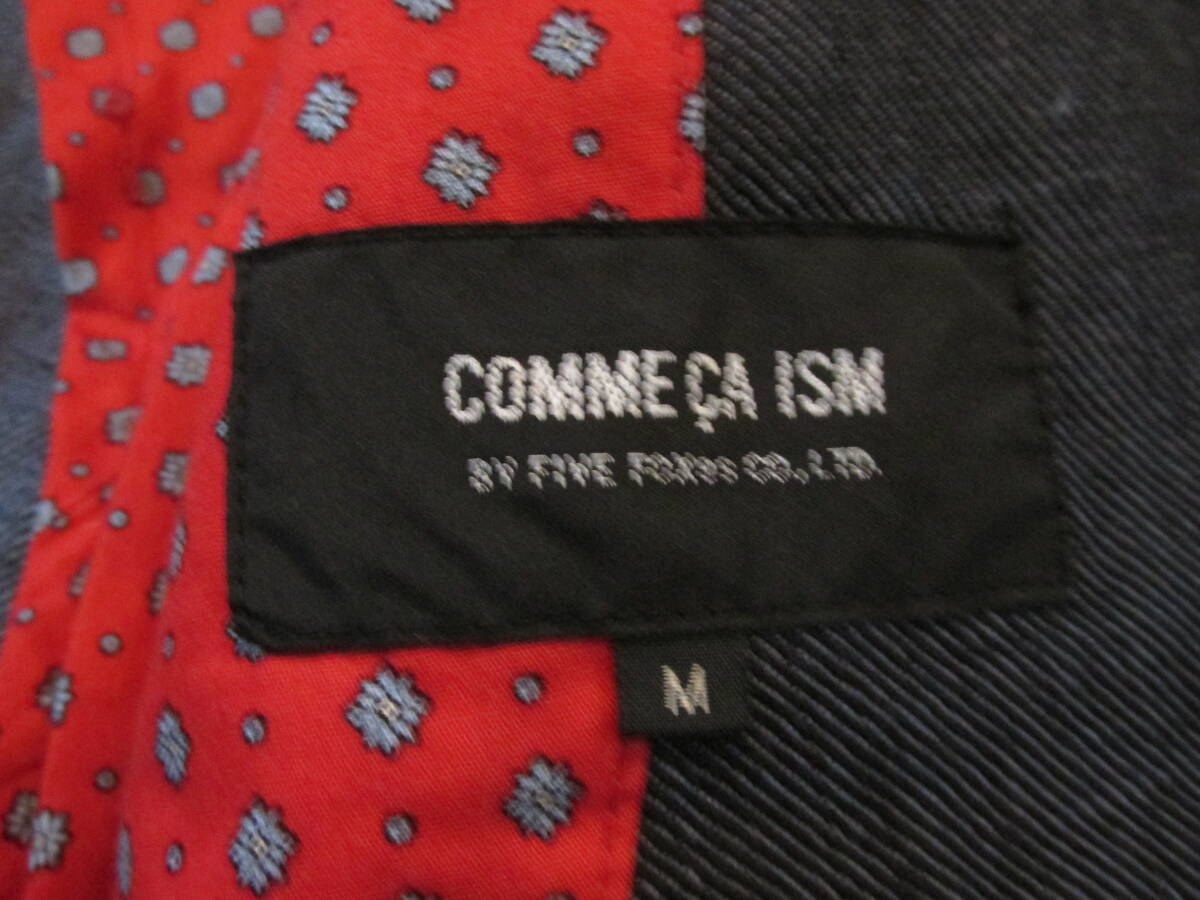 COMMEÇA ISM
BY FIVE FOXes CO.,LTD.
M